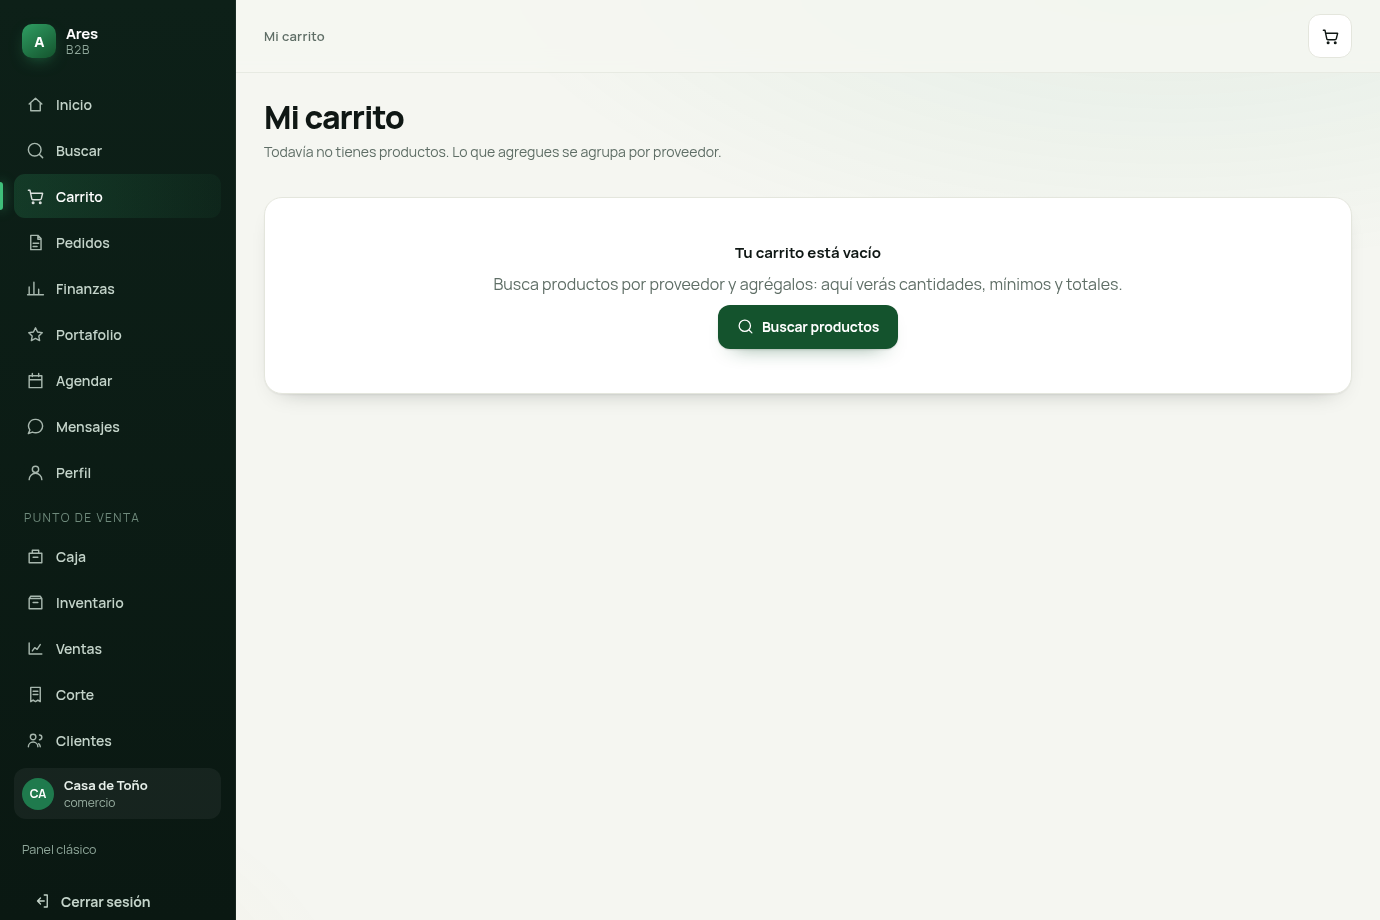 A
Ares
B2B
Inicio
Buscar
Carrito
Pedidos
Finanzas
Portafolio
Agendar
Mensajes
Perfil
PUNTO DE VENTA
Caja
Inventario
Ventas
Corte
Clientes
CA
Casa de Toño
comercio
Panel clásico
Cerrar sesión
Mi carrito
Mi carrito
Todavía no tienes productos. Lo que agregues se agrupa por proveedor.
Tu carrito está vacío
Busca productos por proveedor y agrégalos: aquí verás cantidades, mínimos y totales.
Buscar productos